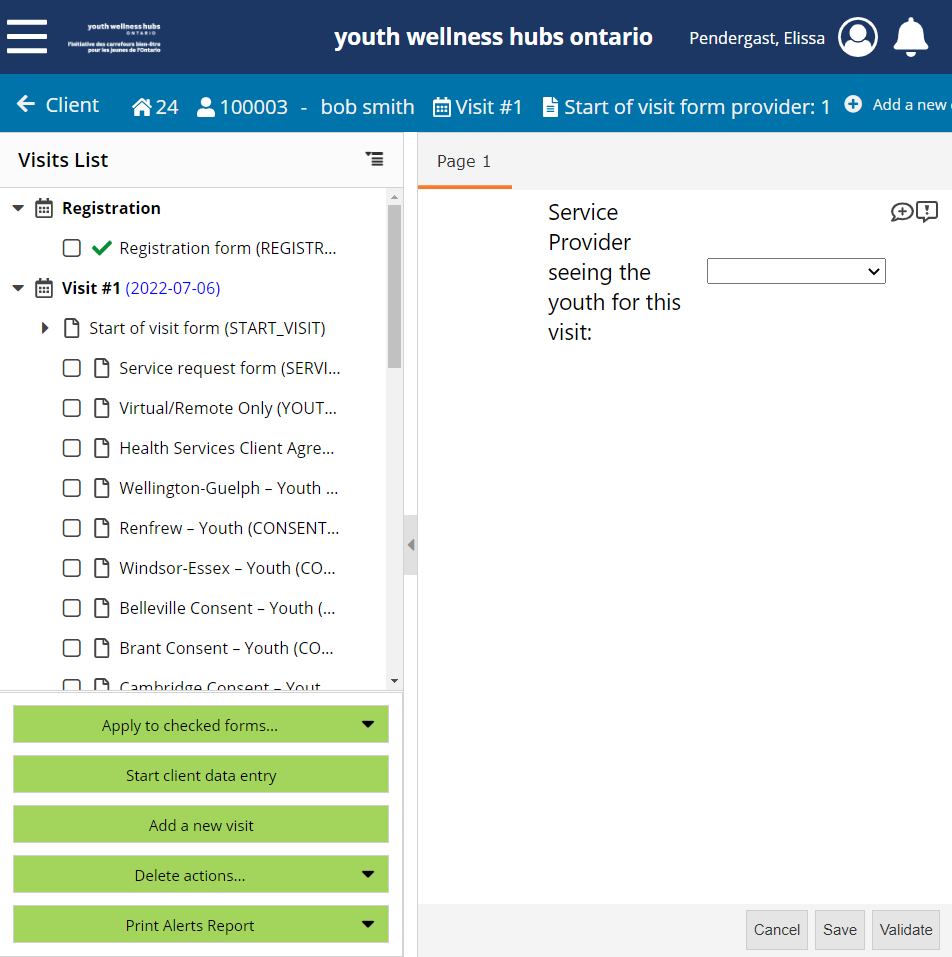 youth wellness hubs
ONTARIO
l'initiative des carrefours bien-être
pour les jeunes de l'Ontario
youth wellness hubs ontario
Pendergast, Elissa
Client
24
100003 - bob smith
Visit #1
Start of visit form provider: 1
Add a new
Visits List
Registration
Registration form (REGISTR...
Visit #1 (2022-07-06)
Start of visit form (START_VISIT)
Service request form (SERVI...
Virtual/Remote Only (YOUT...
Health Services Client Agre...
Wellington-Guelph – Youth ...
Renfrew – Youth (CONSENT...
Windsor-Essex – Youth (CO...
Belleville Consent – Youth (...
Brant Consent – Youth (CO...
Cambridge Consent – Yout
Apply to checked forms...
Start client data entry
Add a new visit
Delete actions...
Print Alerts Report
Page 1
Service
Provider
seeing the
youth for this
visit:
Cancel
Save
Validate